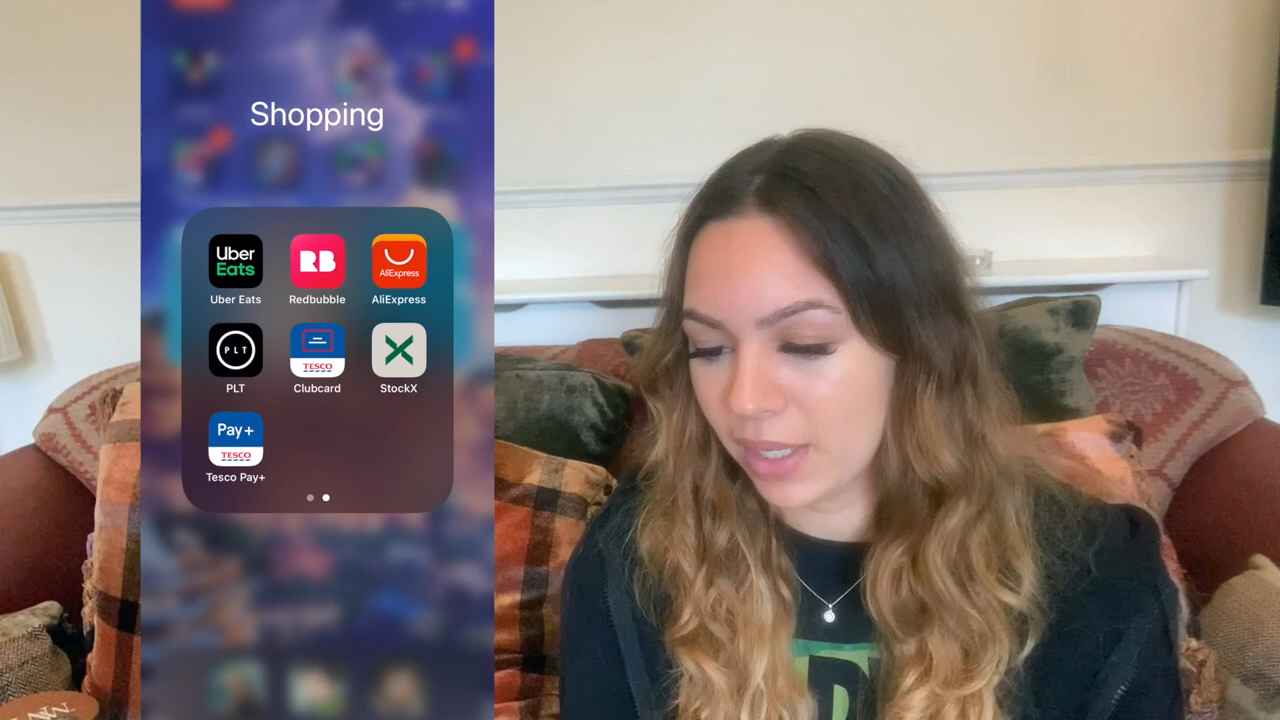 Shopping
Uber
Eats
RB
AliExpress
Uber Eats
Redbubble
AliExpress
PLT
TESCO
PLT
Clubcard
StockX
Pay+
TESCO
Tesco Pay+